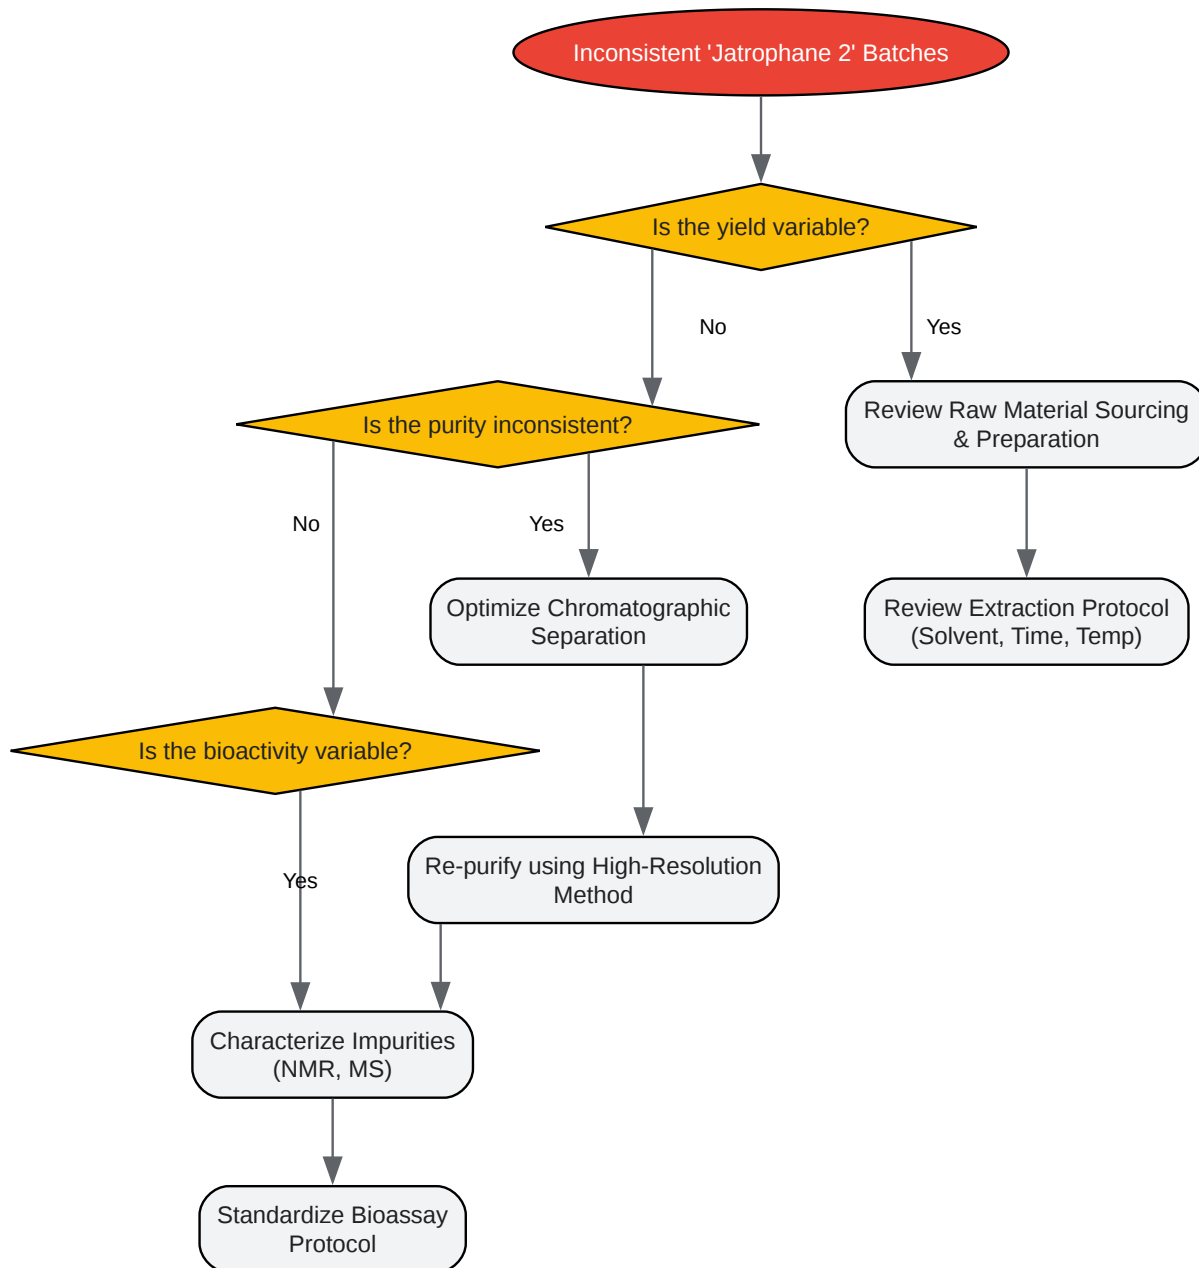 Inconsistent 'Jatrophane 2' Batches
Is the yield variable?
No
Yes
Is the purity inconsistent?
Review Raw Material Sourcing
& Preparation
No
Yes
Optimize Chromatographic
Separation
Review Extraction Protocol
(Solvent, Time, Temp)
Is the bioactivity variable?
Yes
Re-purify using High-Resolution
Method
Characterize Impurities
(NMR, MS)
Standardize Bioassay
Protocol